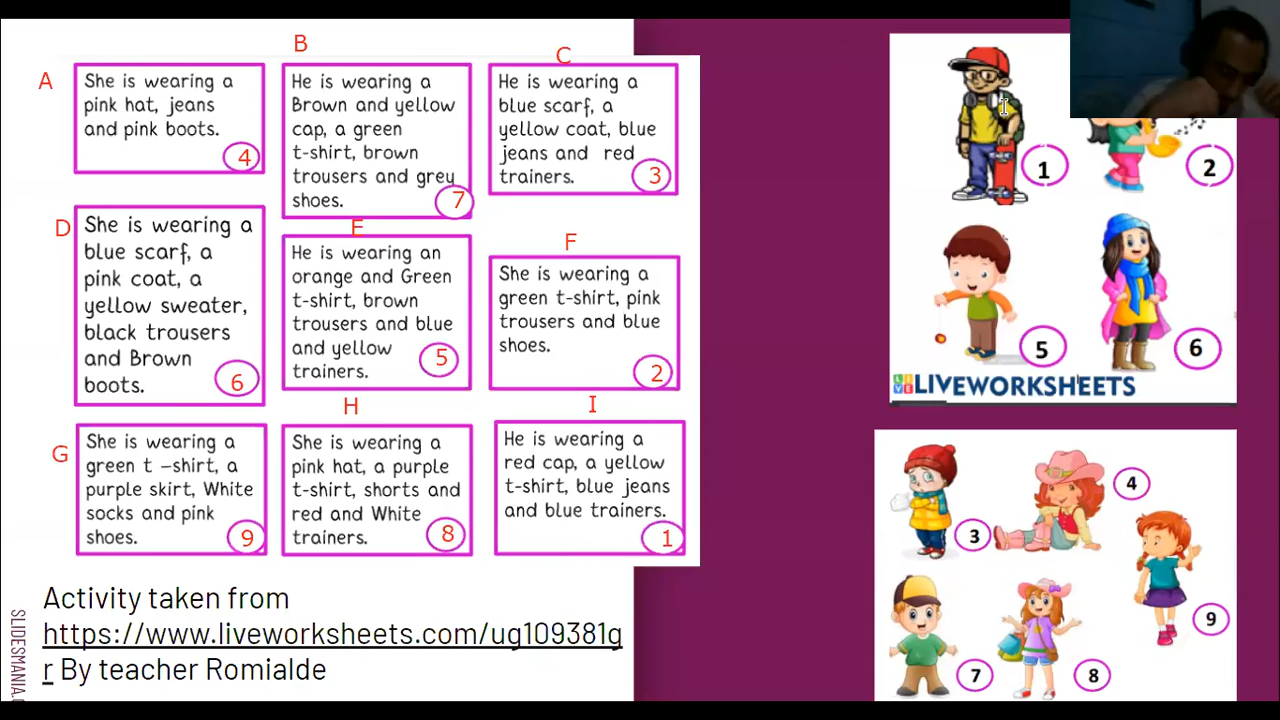 A
She is wearing a
pink hat, jeans
and pink boots.
4
B
He is wearing a
Brown and yellow
cap, a green
t-shirt, brown
trousers and grey
shoes.
7
C
He is wearing a
blue scarf, a
yellow coat, blue
jeans and red
trainers.
3
D
She is wearing a
blue scarf, a
pink coat, a
yellow sweater,
black trousers
and Brown
boots.
6
E
He is wearing an
orange and Green
t-shirt, brown
trousers and blue
and yellow
trainers.
5
F
She is wearing a
green t-shirt, pink
trousers and blue
shoes.
2
G
She is wearing a
green t –shirt, a
purple skirt, White
socks and pink
shoes.
9
H
She is wearing a
pink hat, a purple
t-shirt, shorts and
red and White
trainers.
8
I
He is wearing a
red cap, a yellow
t-shirt, blue jeans
and blue trainers.
1
Activity taken from
https://www.liveworksheets.com/ug109381g
r By teacher Romialde
SLIDESMANIA.
1
2
5
6
LIVE LIVEWORKSHEETS
3
4
9
7
8